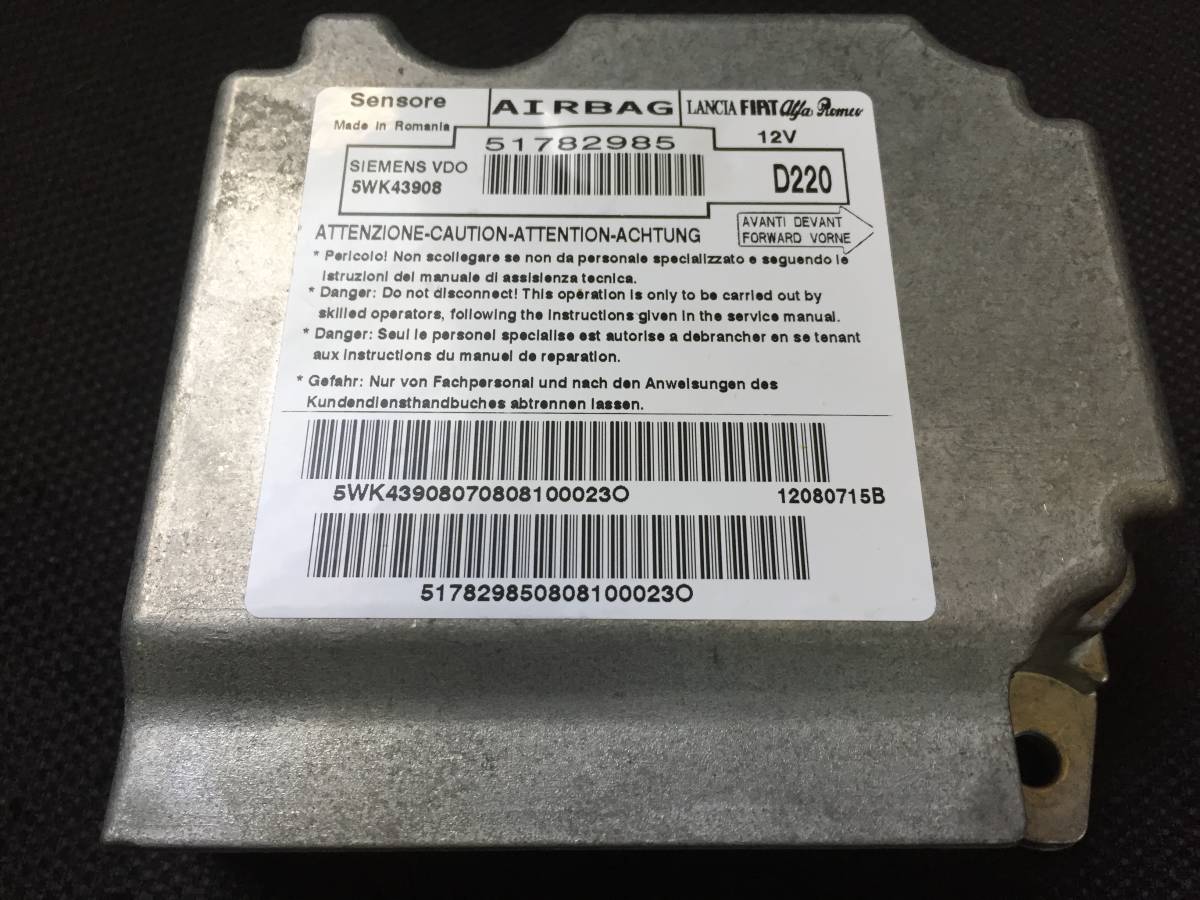 Sensore
AIRBAG
LANCIA FIAT Alfa Romeo
Made in Romania
51782985
12V
SIEMENS VDO
5WK43908
D220
AVANTI DEVANT
FORWARD VORNE
ATTENZIONE-CAUTION-ATTENTION-ACHTUNG
* Pericolo! Non scollegare se non da personale specializzato e seguendo le
istruzioni del manuale di assistenza tecnica.
* Danger: Do not disconnect! This operation is only to be carried out by
skilled operators, following the instructions given in the service manual.
* Danger: Seul le personel specialise est autorise a debrancher en se tenant
aux instructions du manuel de reparation.
* Gefahr: Nur von Fachpersonal und nach den Anweisungen des
Kundendiensthandbuches abtrennen lassen.
5WK43908070808100023O
12080715B
517829850808100023O